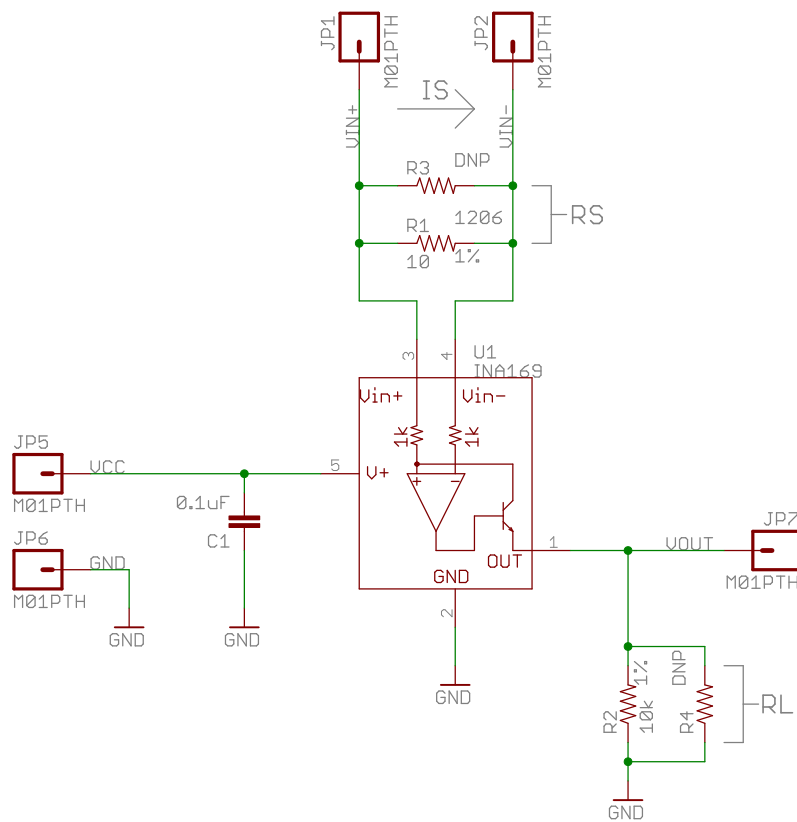 JP1
M01PTH
JP2
M01PTH
VIN+
IS
VIN-
R3
DNP
R1
1206
10
1%
RS
3
4
U1
INA169
Vin+
Vin-
1k
1k
JP5
VCC
M01PTH
5
V+
+
-
0.1uF
C1
JP6
GND
M01PTH
GND
GND
GND
OUT
1
2
GND
VOUT
JP7
M01PTH
R2
10k
1%
R4
DNP
RL
GND